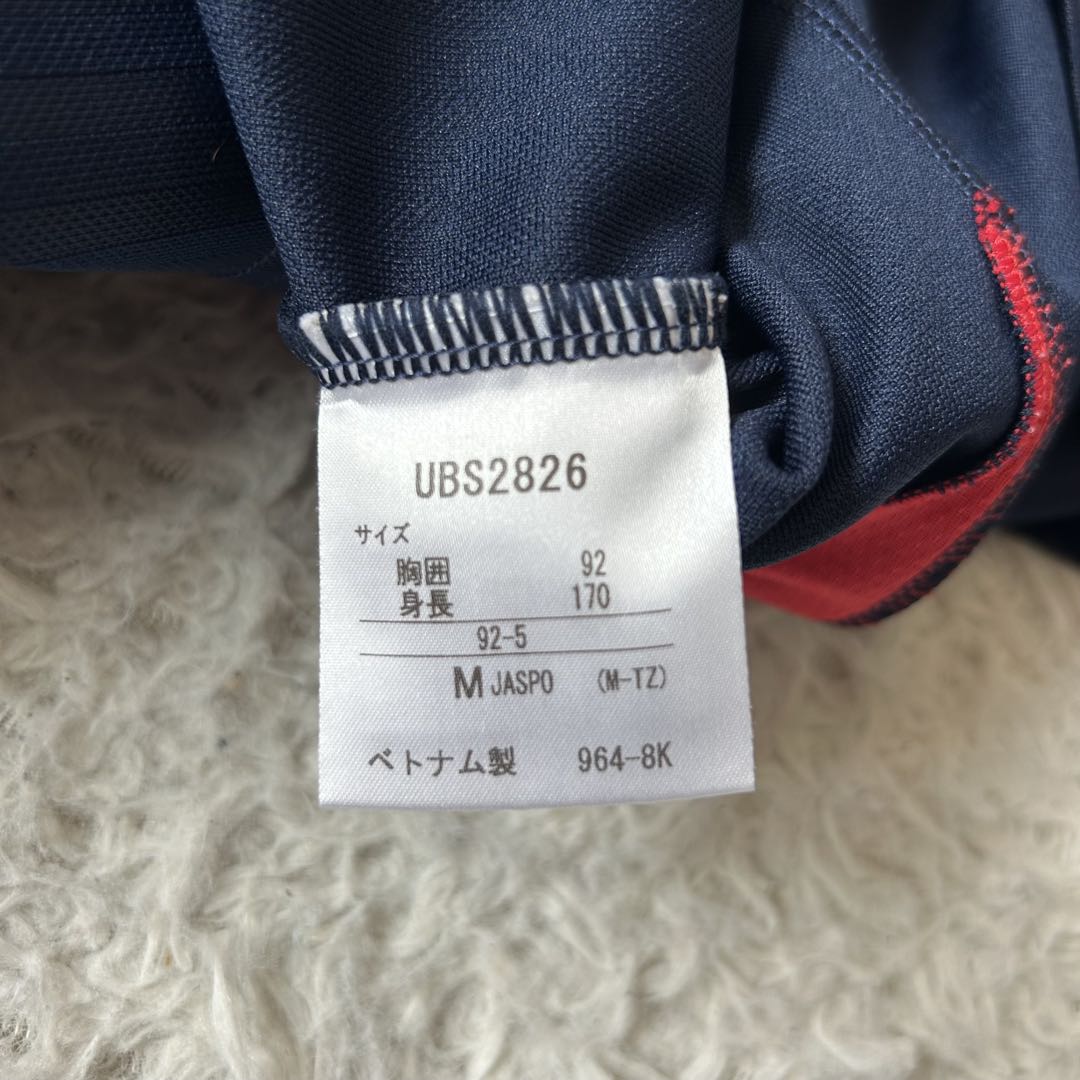 UBS2826
サイズ
胸囲 92
身長 170
92-5
M JASPO (M-TZ)
ベトナム製 964-8K